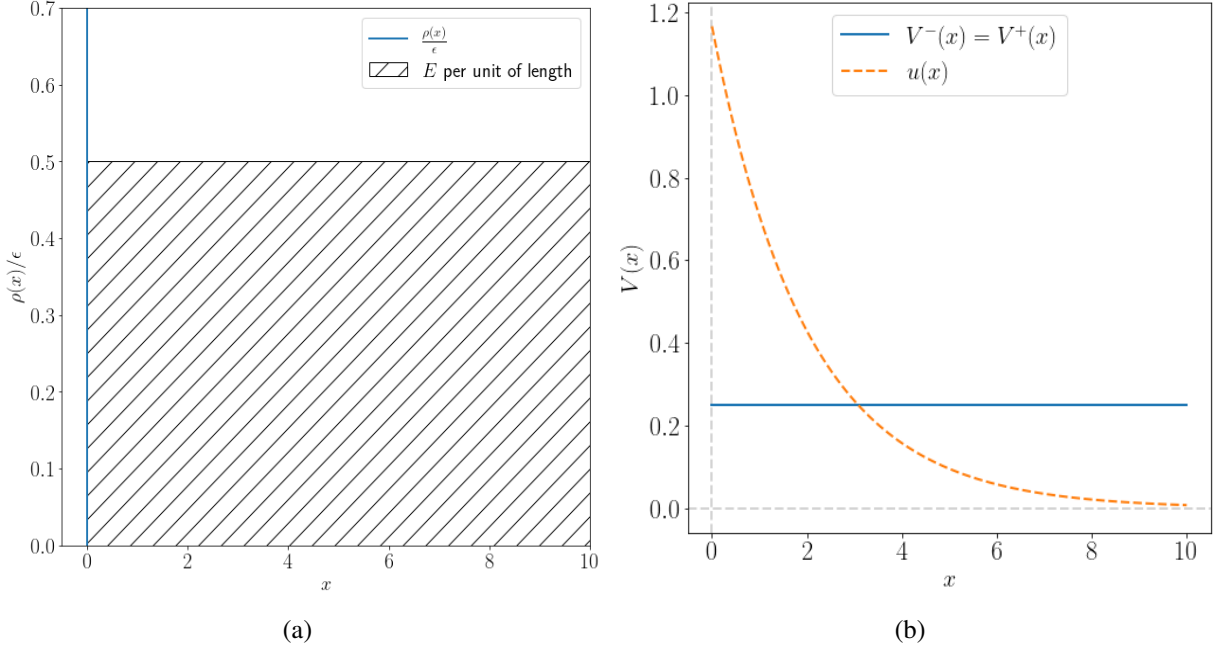 0.7
0.6
0.5
0.4
0.3
0.2
0.1
0.0
ρ(x)/ϵ
0 2 4 6 8 10
x
ρ(x)/ϵ
E per unit of length
(a)
1.2
1.0
0.8
0.6
0.4
0.2
0.0
V(x)
0 2 4 6 8 10
x
V⁻(x) = V⁺(x)
u(x)
(b)